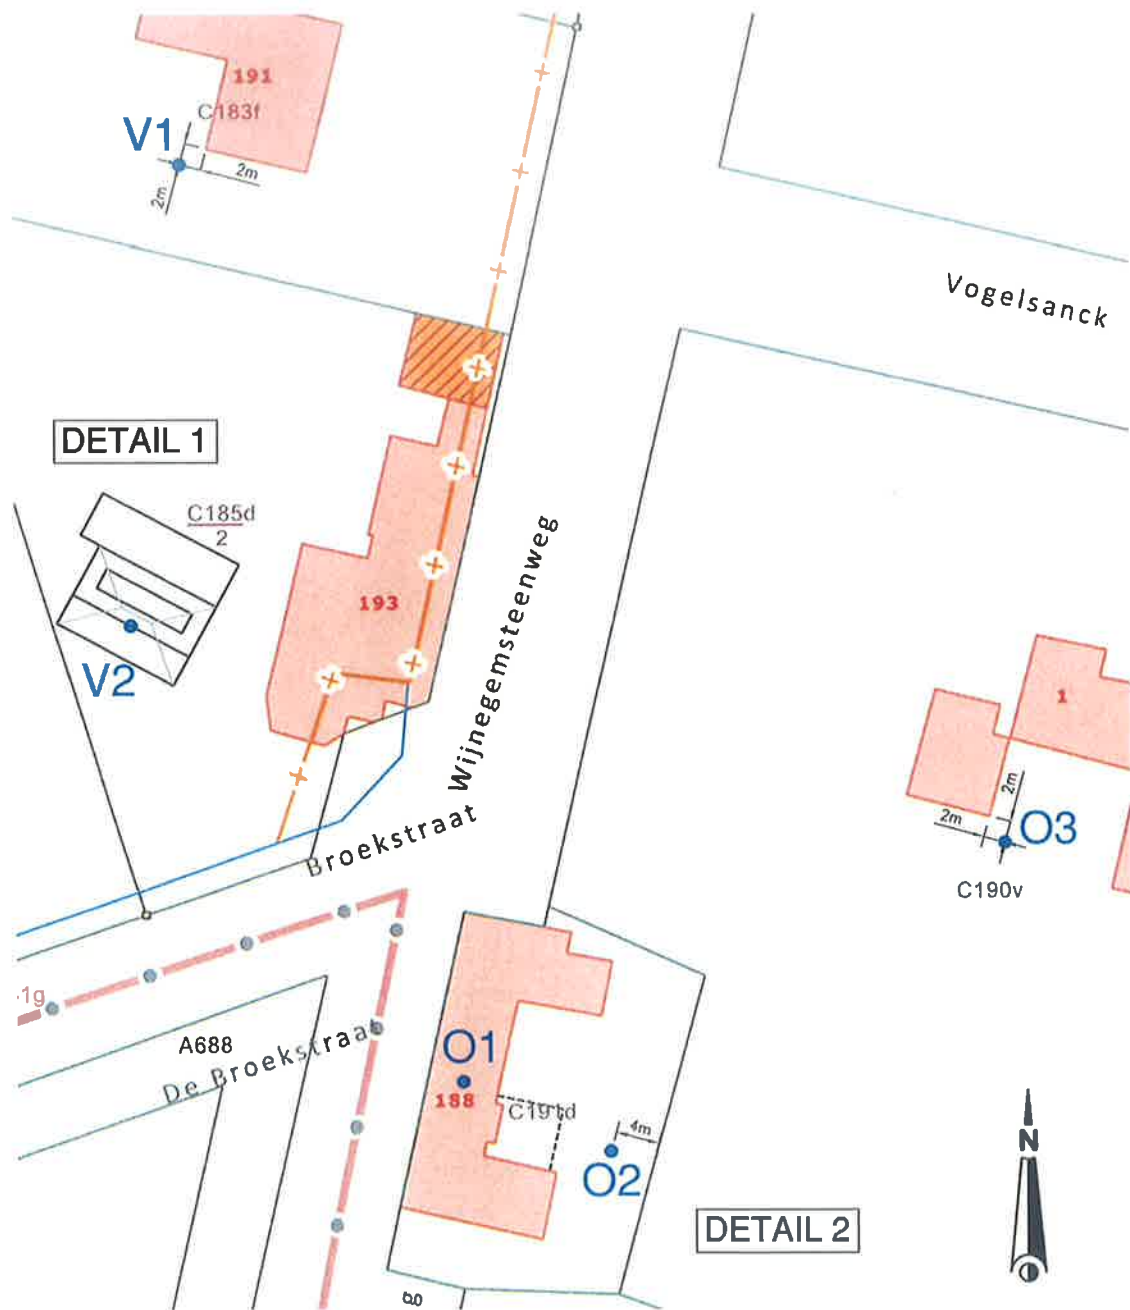 191
C183f
V1
2m
2m
Vogelsanck
DETAIL 1
C185d
2
193
V2
Wijnegemsteenweg
1
2m
2m
O3
C190v
Broekstraat
-1g
A688
De Broekstraat
O1
188
4m
O2
N
DETAIL 2